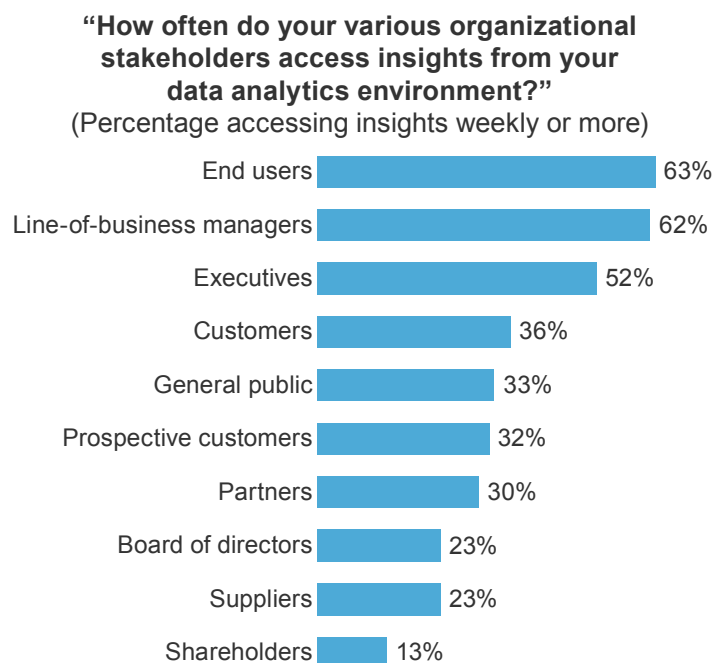 “How often do your various organizational
stakeholders access insights from your
data analytics environment?”
(Percentage accessing insights weekly or more)
End users 63%
Line-of-business managers 62%
Executives 52%
Customers 36%
General public 33%
Prospective customers 32%
Partners 30%
Board of directors 23%
Suppliers 23%
Shareholders 13%